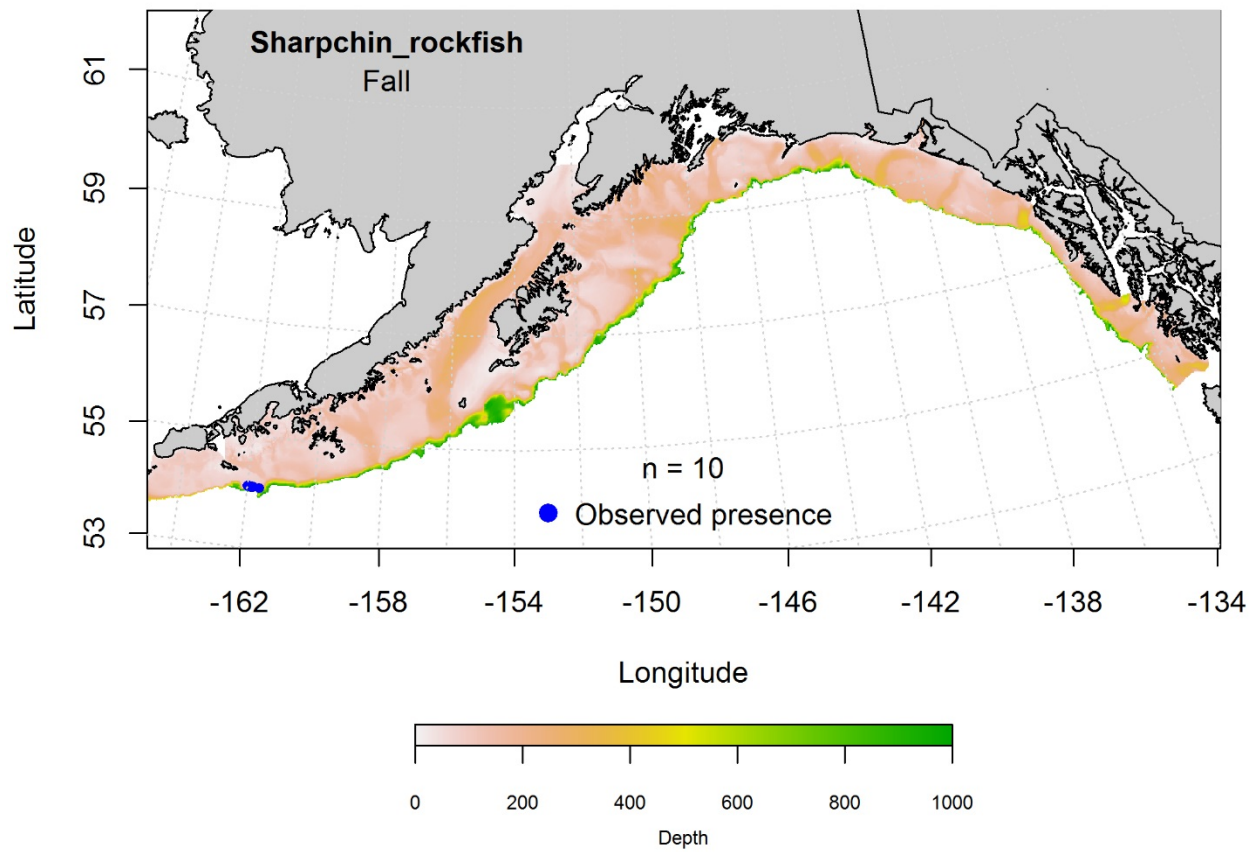 Sharpchin_rockfish
Fall
Latitude
61
59
57
55
53
n = 10
Observed presence
-162 -158 -154 -150 -146 -142 -138 -134
Longitude
0 200 400 600 800 1000
Depth